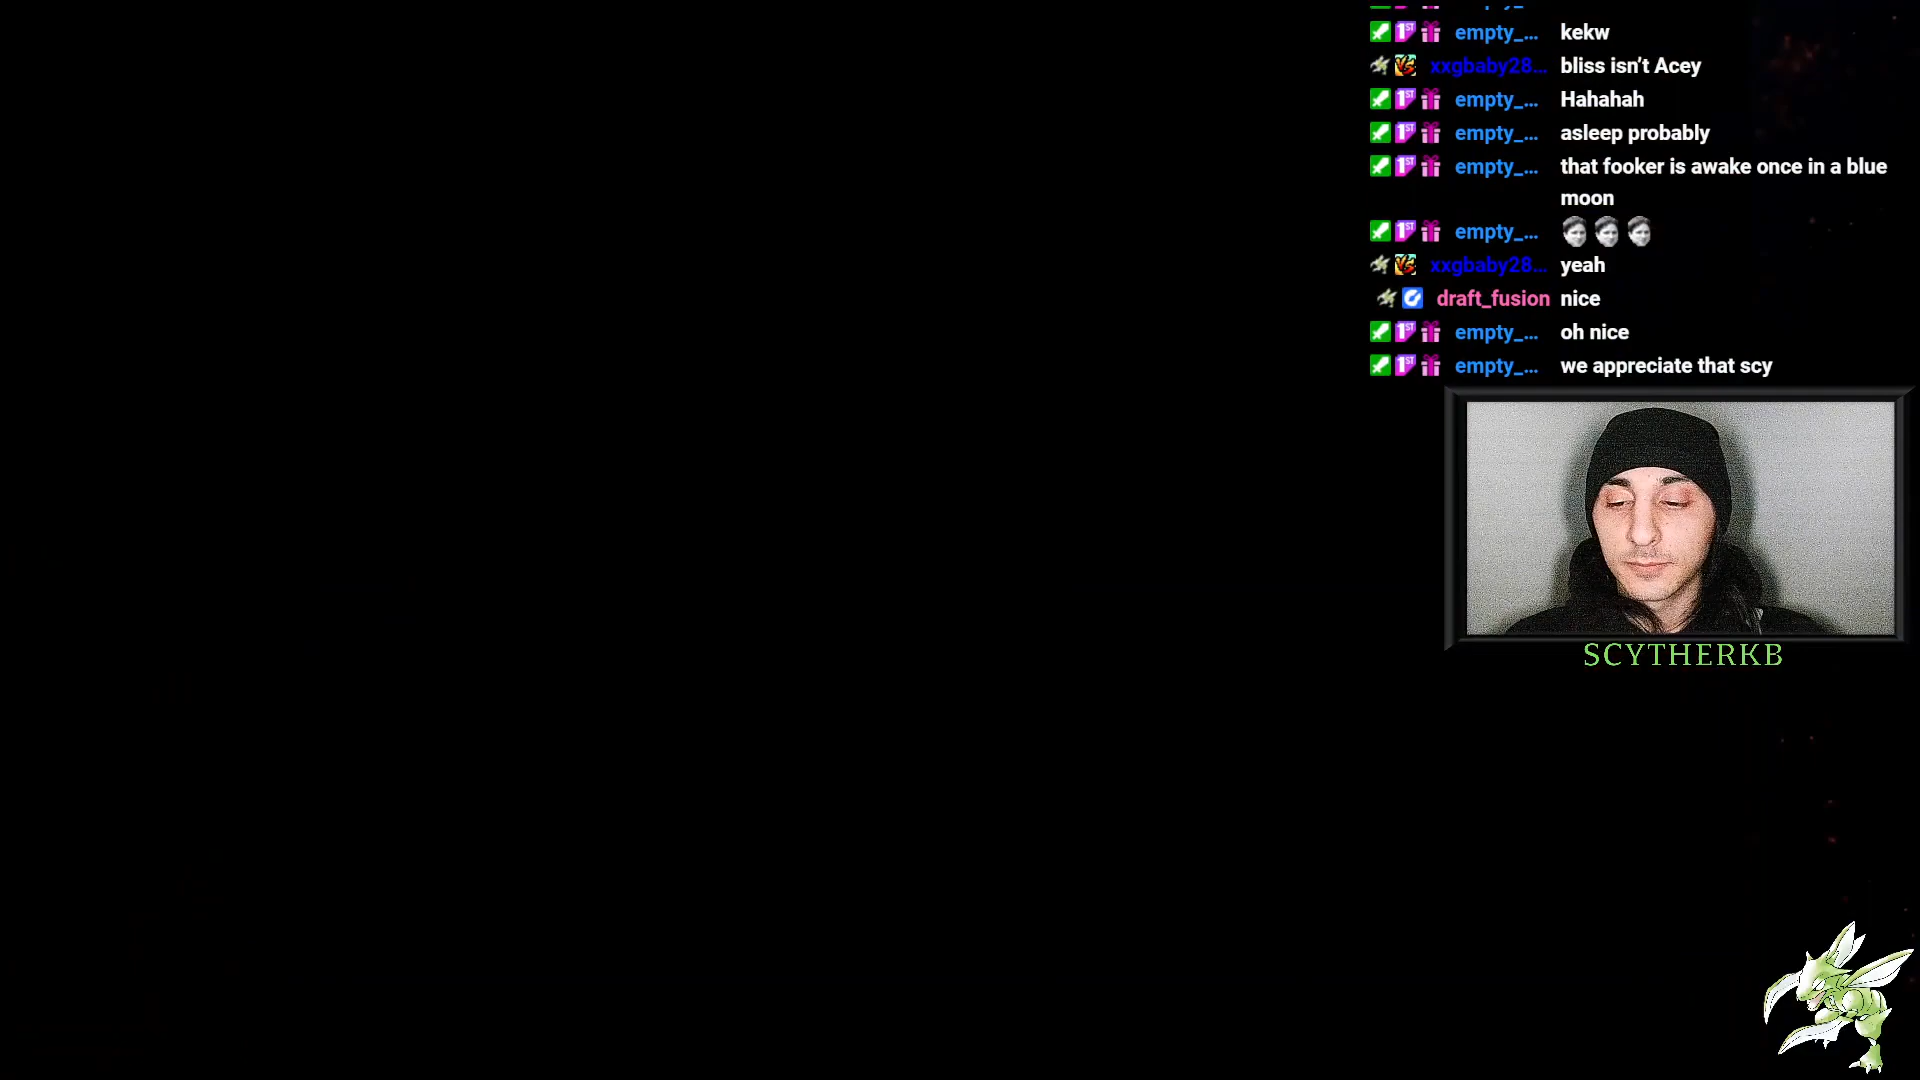 empty_... kekw
xxgbaby28... bliss isn’t Acey
empty_... Hahahah
empty_... asleep probably
empty_... that fooker is awake once in a blue
moon
empty_...
xxgbaby28... yeah
draft_fusion nice
empty_... oh nice
empty_... we appreciate that scy
SCYTHERKB